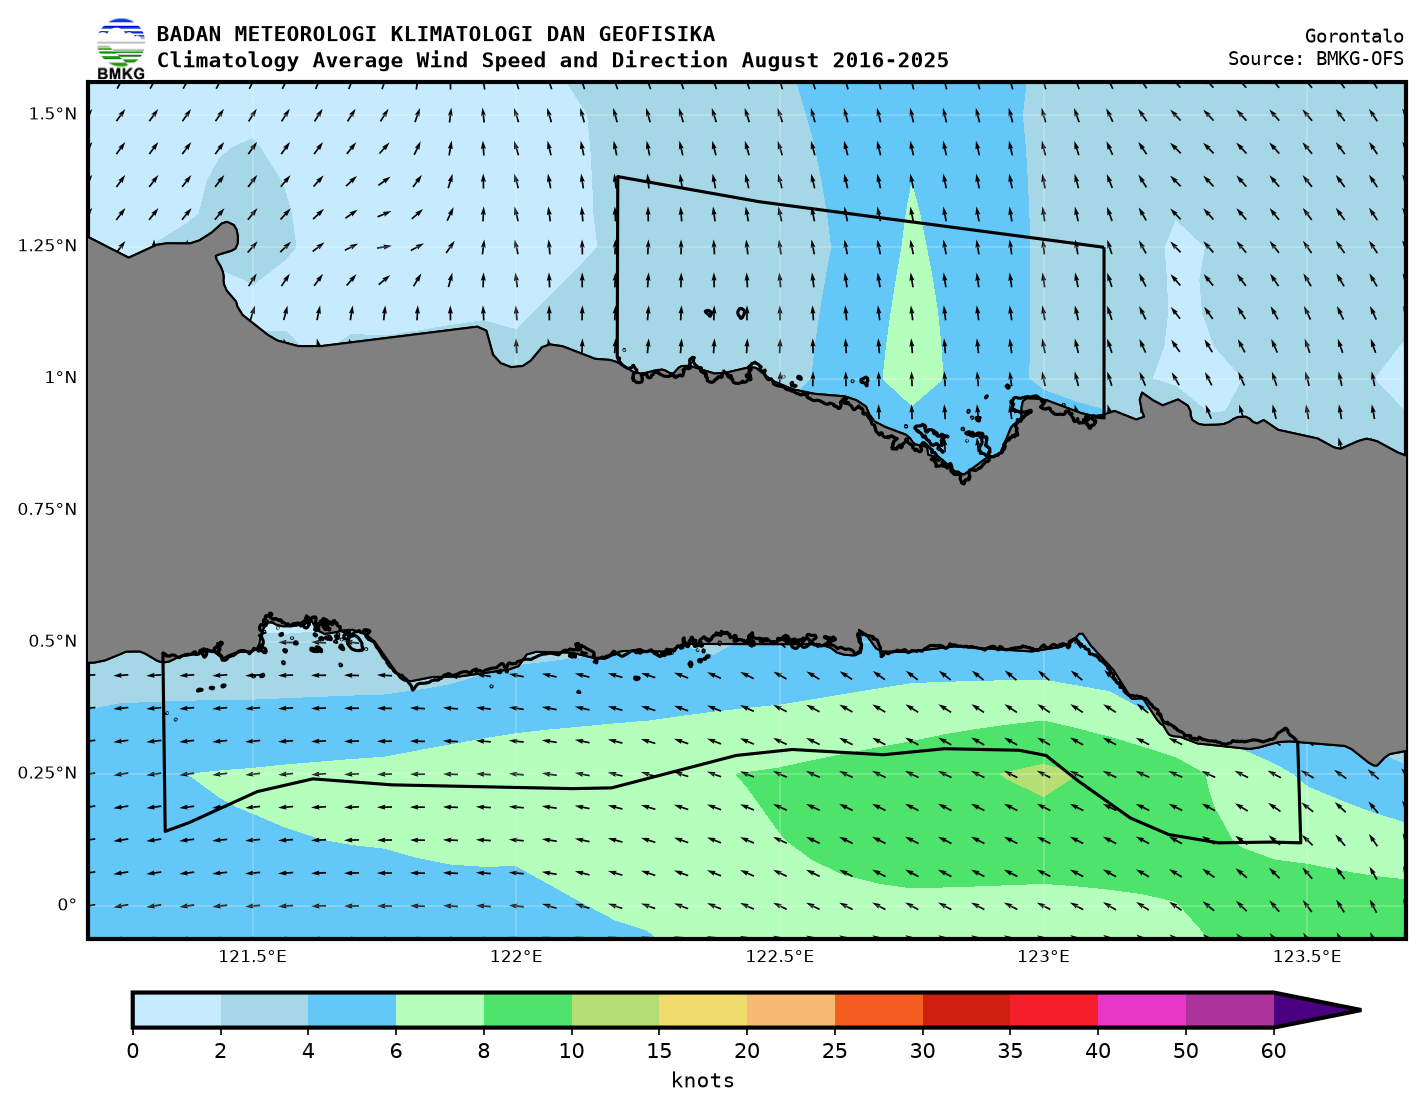 BADAN METEOROLOGI KLIMATOLOGI DAN GEOFISIKA
Climatology Average Wind Speed and Direction August 2016-2025
BMKG
Gorontalo
Source: BMKG-OFS
1.5°N
1.25°N
1°N
0.75°N
0.5°N
0.25°N
0°
121.5°E 122°E 122.5°E 123°E 123.5°E
0 2 4 6 8 10 15 20 25 30 35 40 50 60
knots